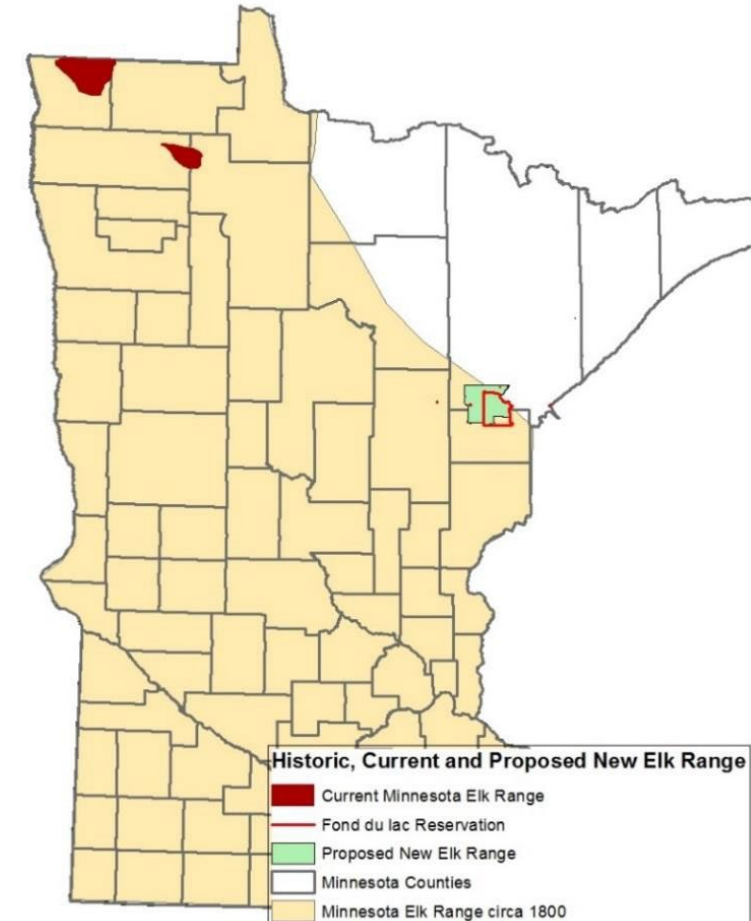 Historic, Current and Proposed New Elk Range
Current Minnesota Elk Range
Fond du lac Reservation
Proposed New Elk Range
Minnesota Counties
Minnesota Elk Range circa 1800